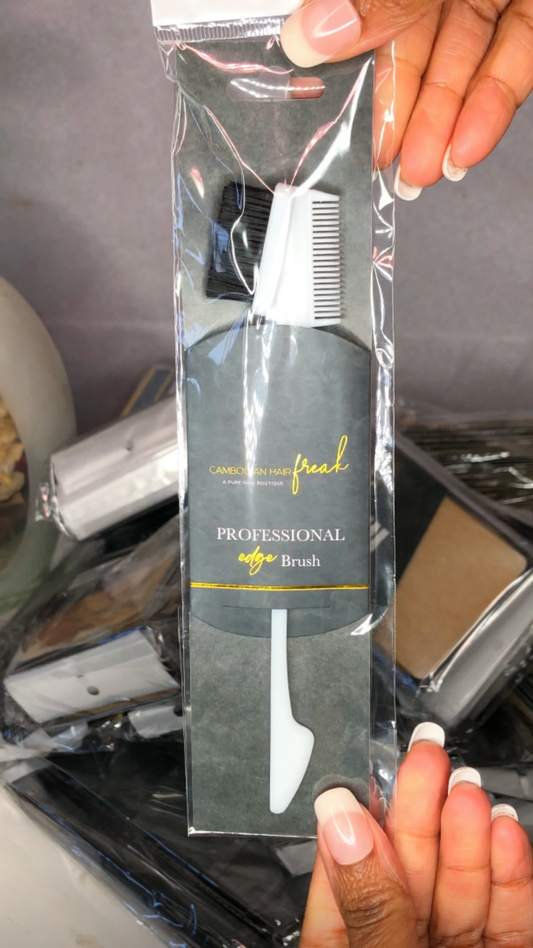 CAMBODIAN HAIR freak
A PURE HAIR BOUTIQUE
PROFESSIONAL
edge Brush